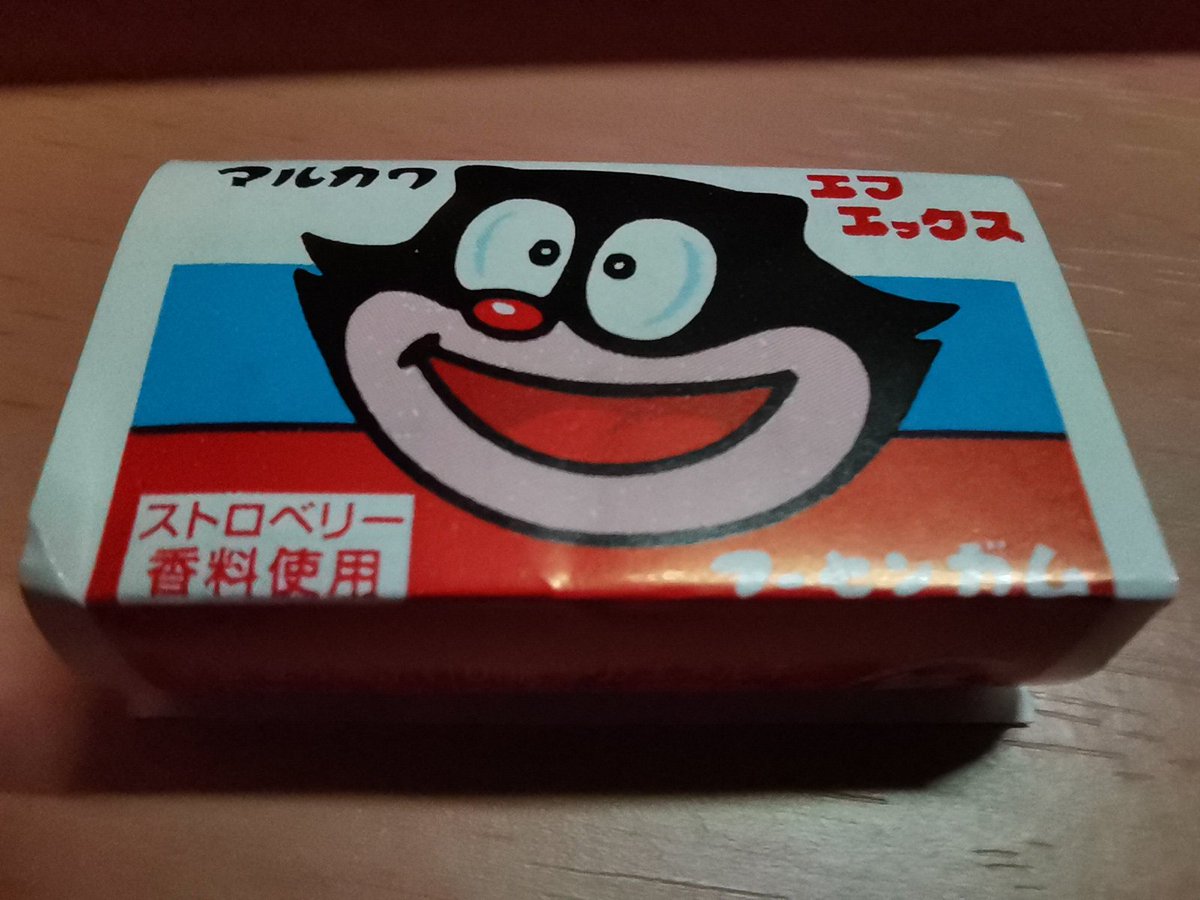 マルカワ
エフ
エックス
ストロベリー
香料使用
フーセンガム